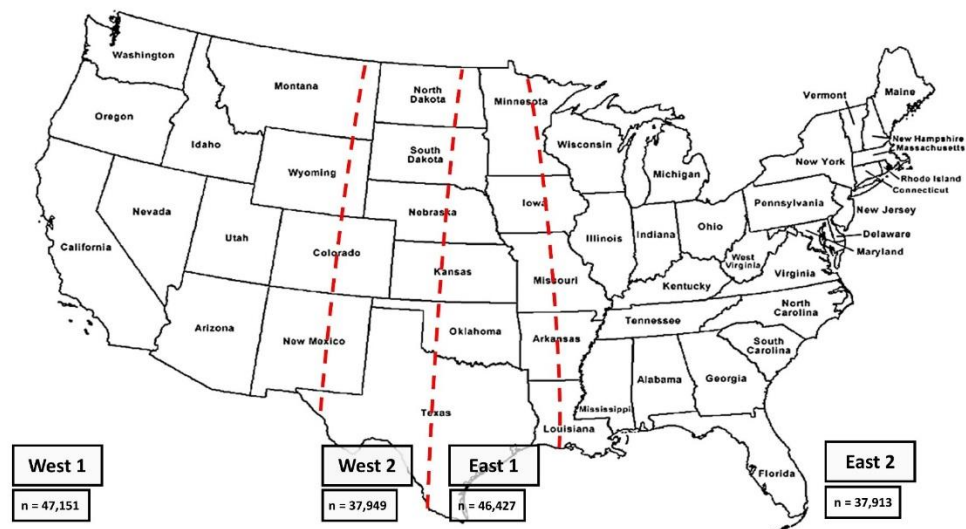 Washington
Montana
North
Dakota
Minnesota
Maine
Vermont
Oregon
Idaho
South
Dakota
Wisconsin
New Hampshire
Massachusetts
New York
Wyoming
Michigan
Rhode Island
Connecticut
Nebraska
Iowa
Pennsylvania
New Jersey
Nevada
Utah
Colorado
Illinois
Indiana
Ohio
Delaware
Maryland
California
Kansas
Missouri
West
Virginia
Virginia
Kentucky
North
Carolina
Arizona
New Mexico
Oklahoma
Arkansas
Tennessee
South
Carolina
Texas
Louisiana
Mississippi
Alabama
Georgia
Florida
West 1
n = 47,151
West 2
n = 37,949
East 1
n = 46,427
East 2
n = 37,913